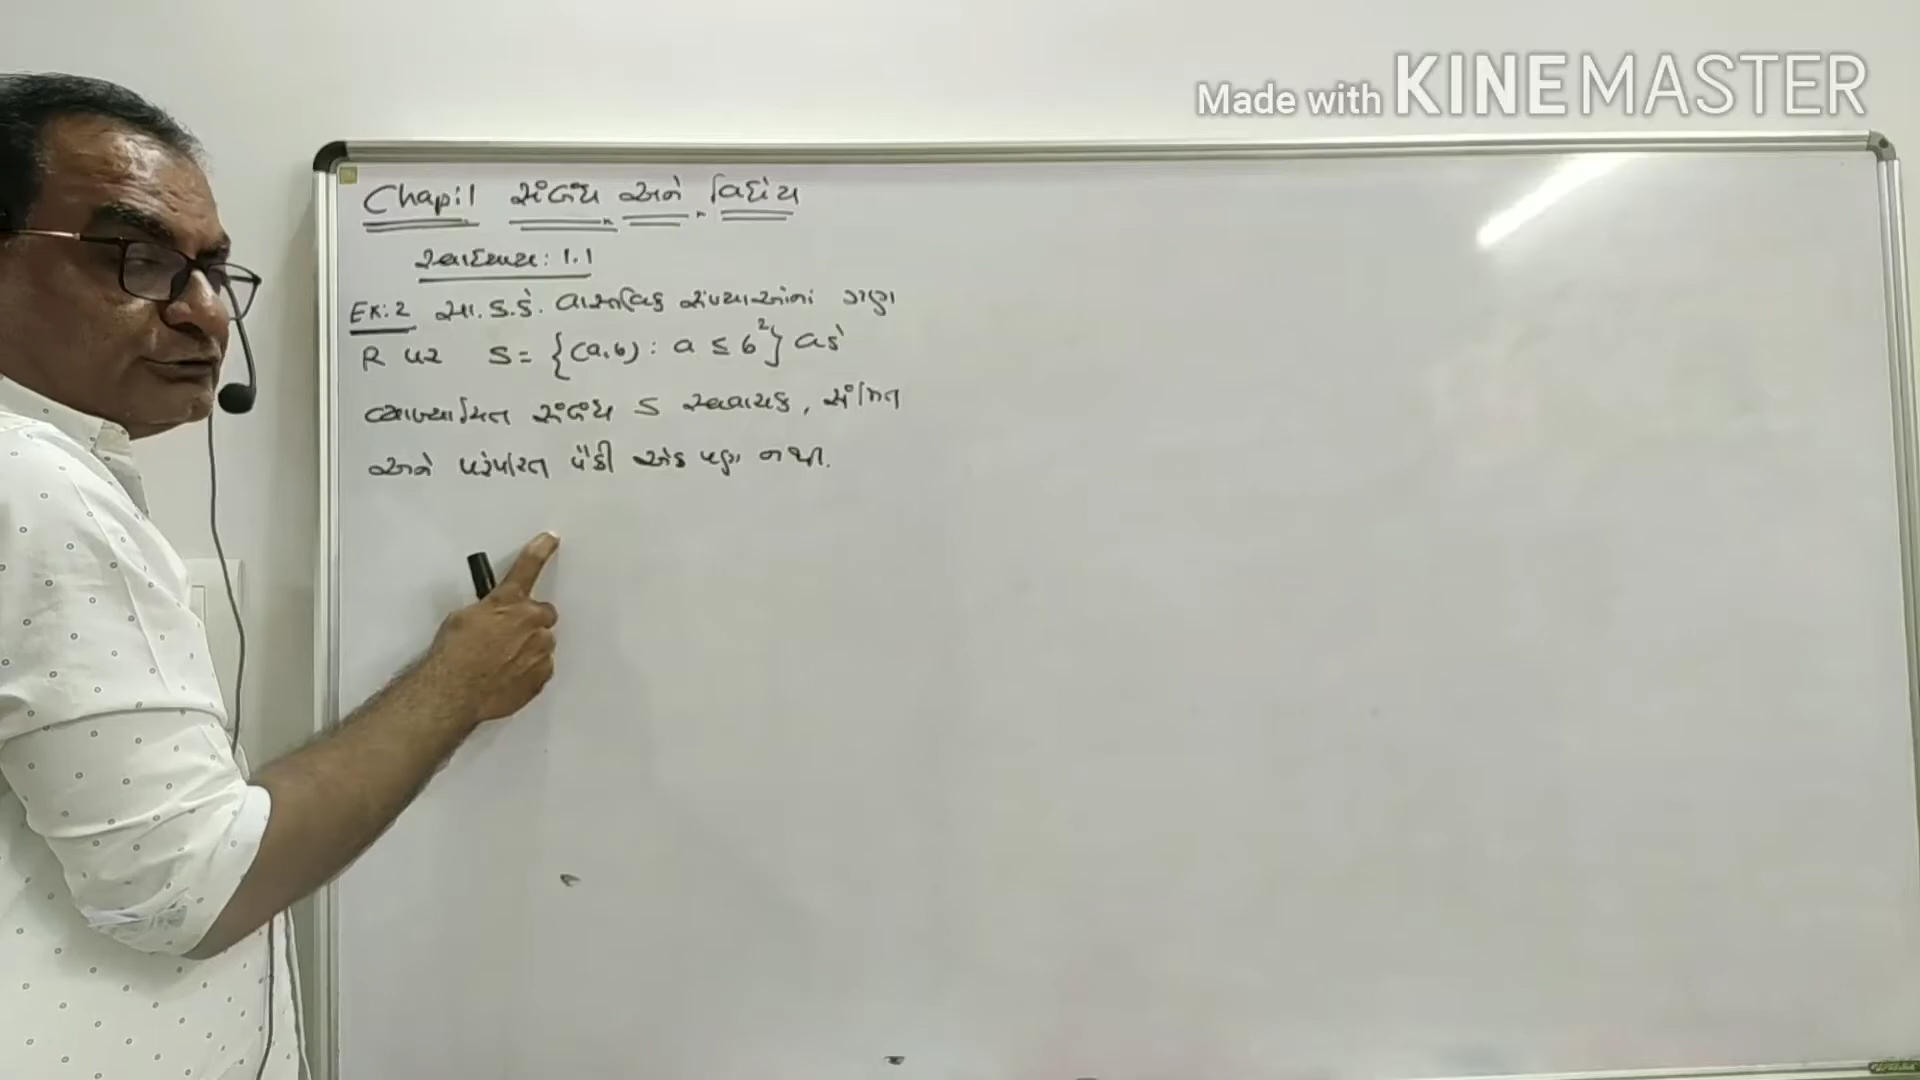 Made with KINEMASTER
Chap:1 સંબંધ અને વિધેય
સ્વાધ્યાય: 1.1
Ex: 2 સા. ડ.કે. વાસ્તવિક સંખ્યાઓનાં ગણ
R પર S = {(a,b) : a ≤ b²} વડે
વ્યાખ્યાયિત સંબંધ S સ્વવાચક, સંમિત
અને પરંપરિત પૈકી એક પણ નથી.